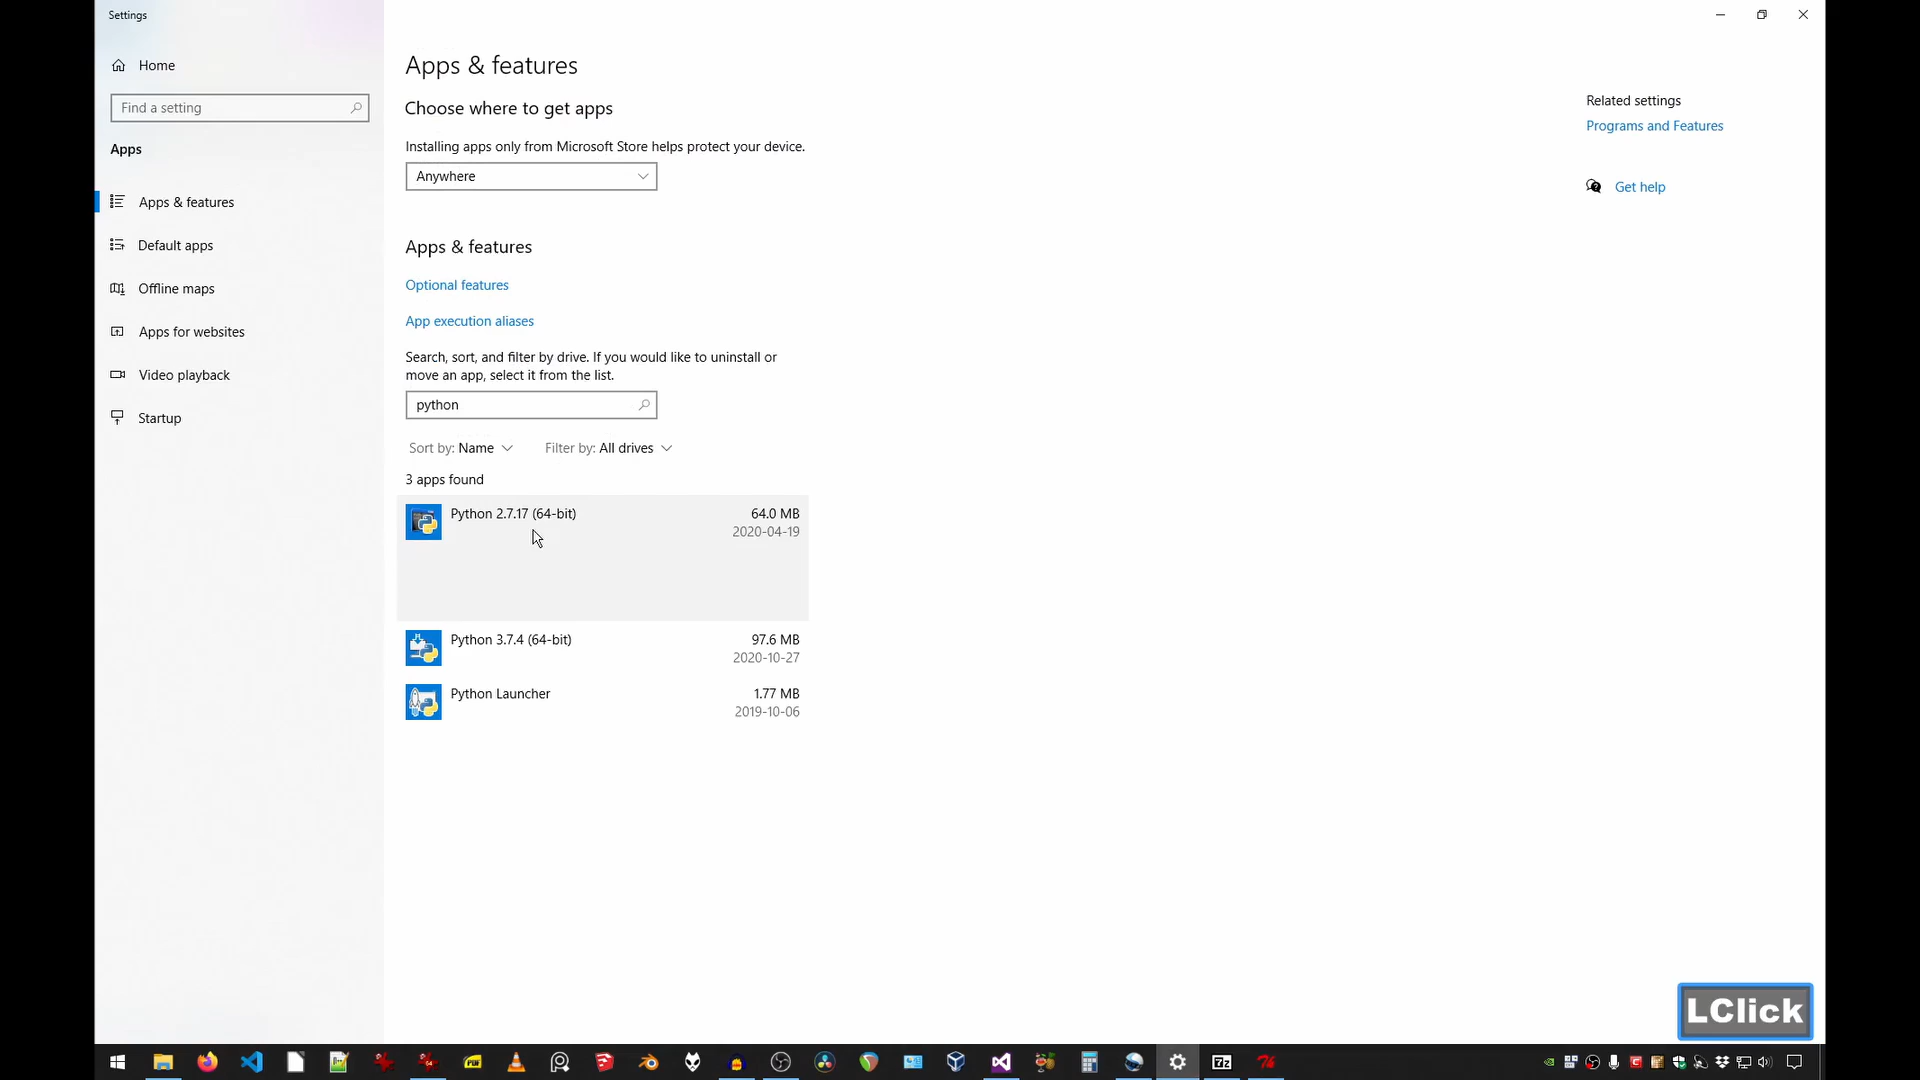 Settings
Home
Find a setting
Apps
Apps & features
Default apps
Offline maps
Apps for websites
Video playback
Startup
Apps & features
Choose where to get apps
Installing apps only from Microsoft Store helps protect your device.
Anywhere
Apps & features
Optional features
App execution aliases
Search, sort, and filter by drive. If you would like to uninstall or
move an app, select it from the list.
python
Sort by: Name
Filter by: All drives
3 apps found
Python 2.7.17 (64-bit) 64.0 MB
2020-04-19
Python 3.7.4 (64-bit) 97.6 MB
2020-10-27
Python Launcher 1.77 MB
2019-10-06
Related settings
Programs and Features
Get help
LClick
PDF
7z